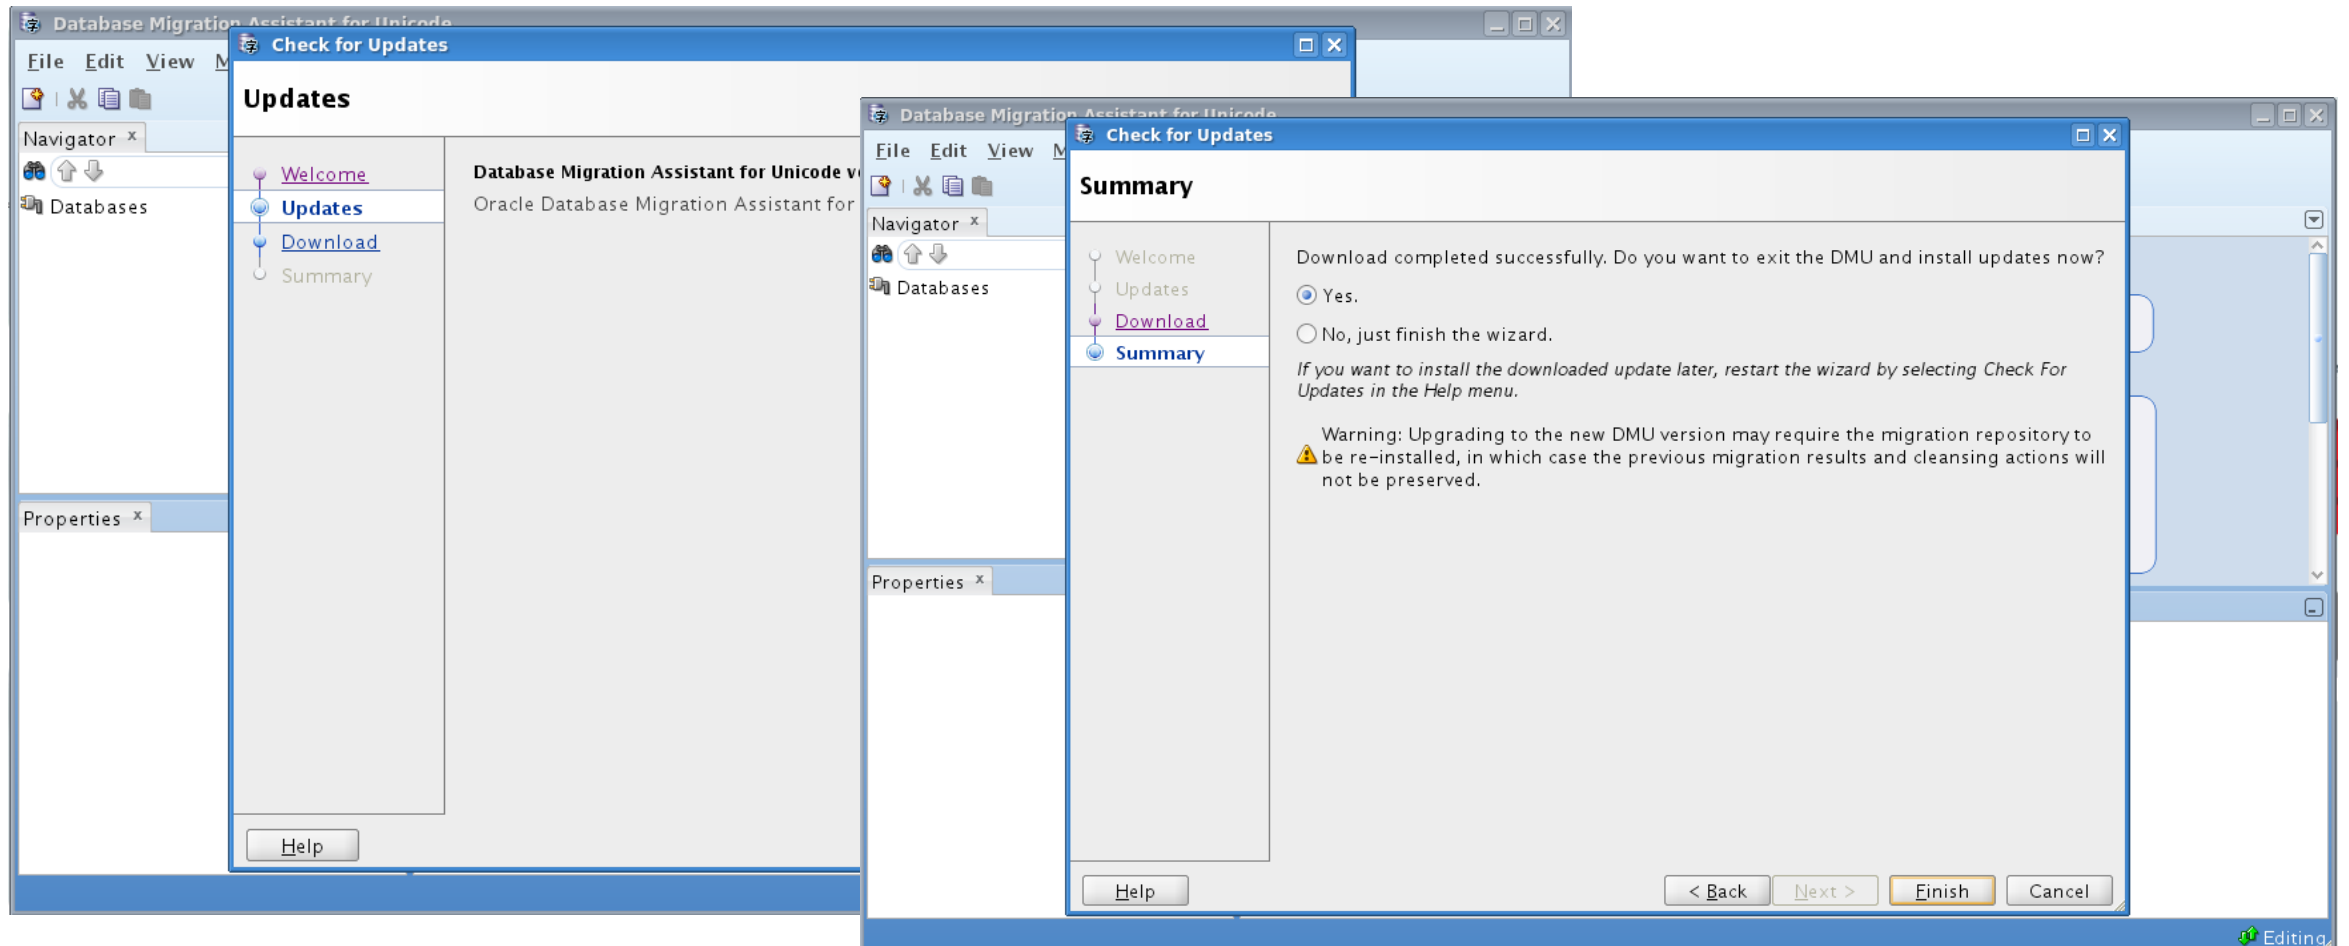 Database Migration Assistant for Unicode
Check for Updates
File Edit View M
Updates
Navigator x
Databases
Welcome
Updates
Download
Summary
Database Migration Assistant for Unicode v
Oracle Database Migration Assistant for
Properties x
Help
Database Migration Assistant for Unicode
Check for Updates
File Edit View M
Summary
Navigator x
Databases
Welcome
Updates
Download
Summary
Download completed successfully. Do you want to exit the DMU and install updates now?
Yes.
No, just finish the wizard.
If you want to install the downloaded update later, restart the wizard by selecting Check For
Updates in the Help menu.
Warning: Upgrading to the new DMU version may require the migration repository to
be re-installed, in which case the previous migration results and cleansing actions will
not be preserved.
Properties x
Help
< Back Next > Finish Cancel
Editing